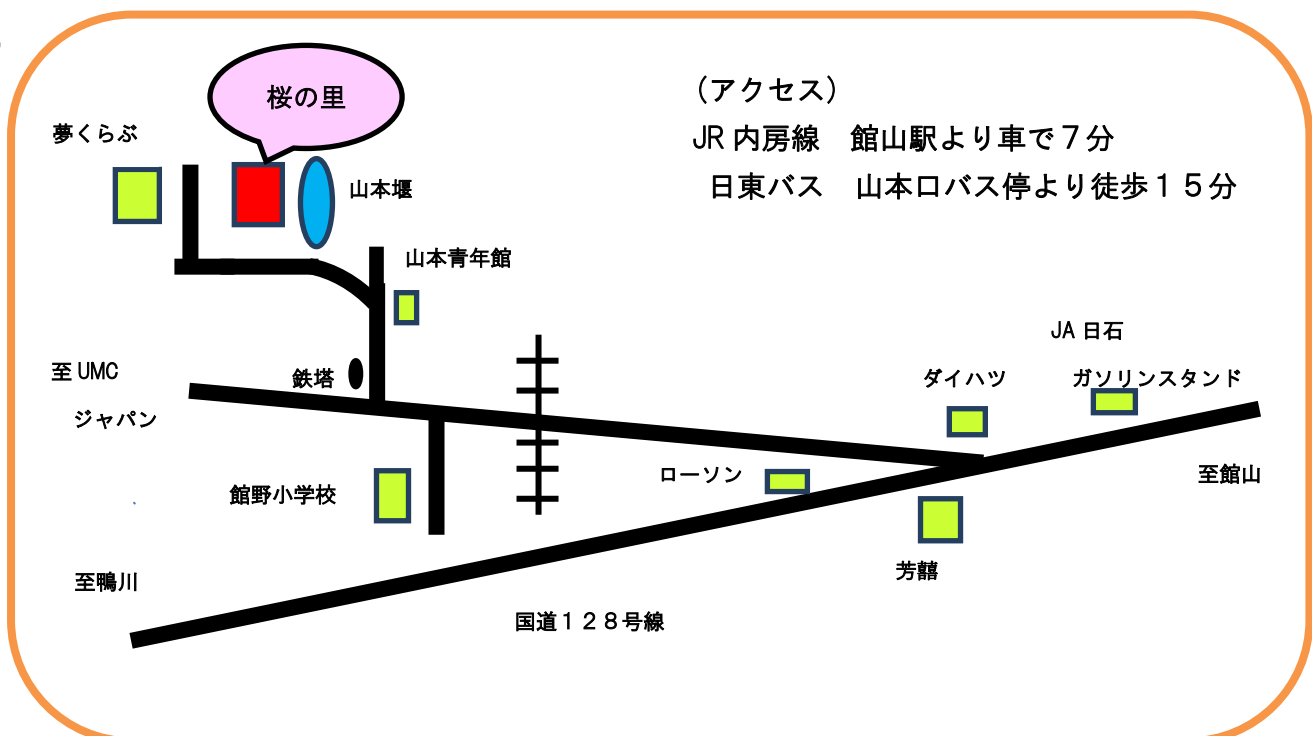 桜の里
(アクセス)
JR 内房線　館山駅より車で７分
日東バス　山本口バス停より徒歩１５分
夢くらぶ
山本堰
山本青年館
至 UMC
ジャパン
鉄塔
JA 日石
ガソリンスタンド
ダイハツ
ローソン
至館山
館野小学校
芳囍
至鴨川
国道１２８号線